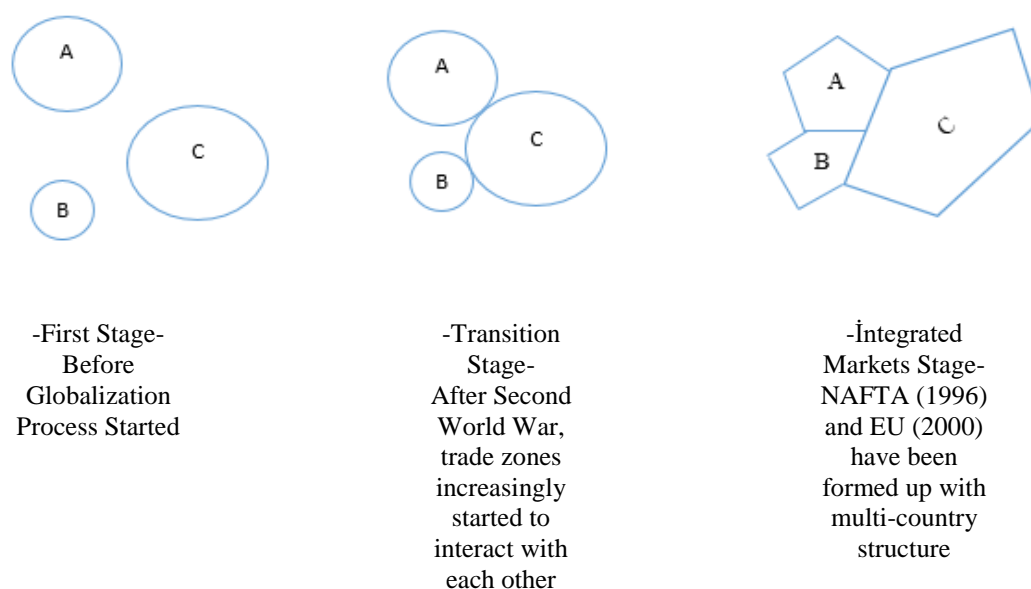 A
C
B
A
C
B
A
B
C
-First Stage-
Before
Globalization
Process Started
-Transition
Stage-
After Second
World War,
trade zones
increasingly
started to
interact with
each other
-İntegrated
Markets Stage-
NAFTA (1996)
and EU (2000)
have been
formed up with
multi-country
structure